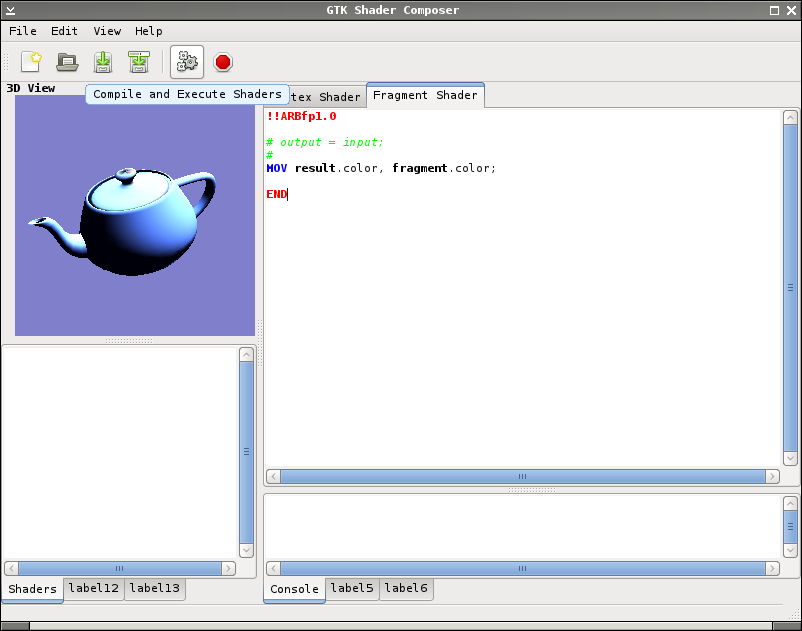 GTK Shader Composer
File Edit View Help
3D View
Compile and Execute Shaders
tex Shader
Fragment Shader
!!ARBfp1.0
# output = input;
#
MOV result.color, fragment.color;
END
Shaders label12 label13
Console label5 label6